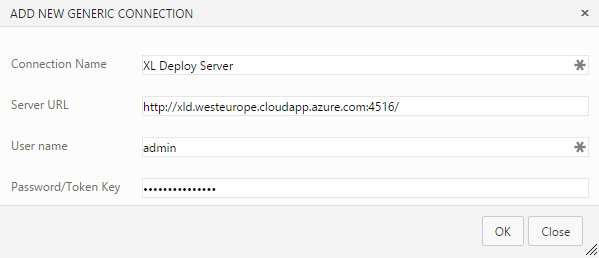 ADD NEW GENERIC CONNECTION
Connection Name XL Deploy Server
Server URL http://xld.westeurope.cloudapp.azure.com:4516/
User name admin
Password/Token Key •••••••••••••••
OK Close